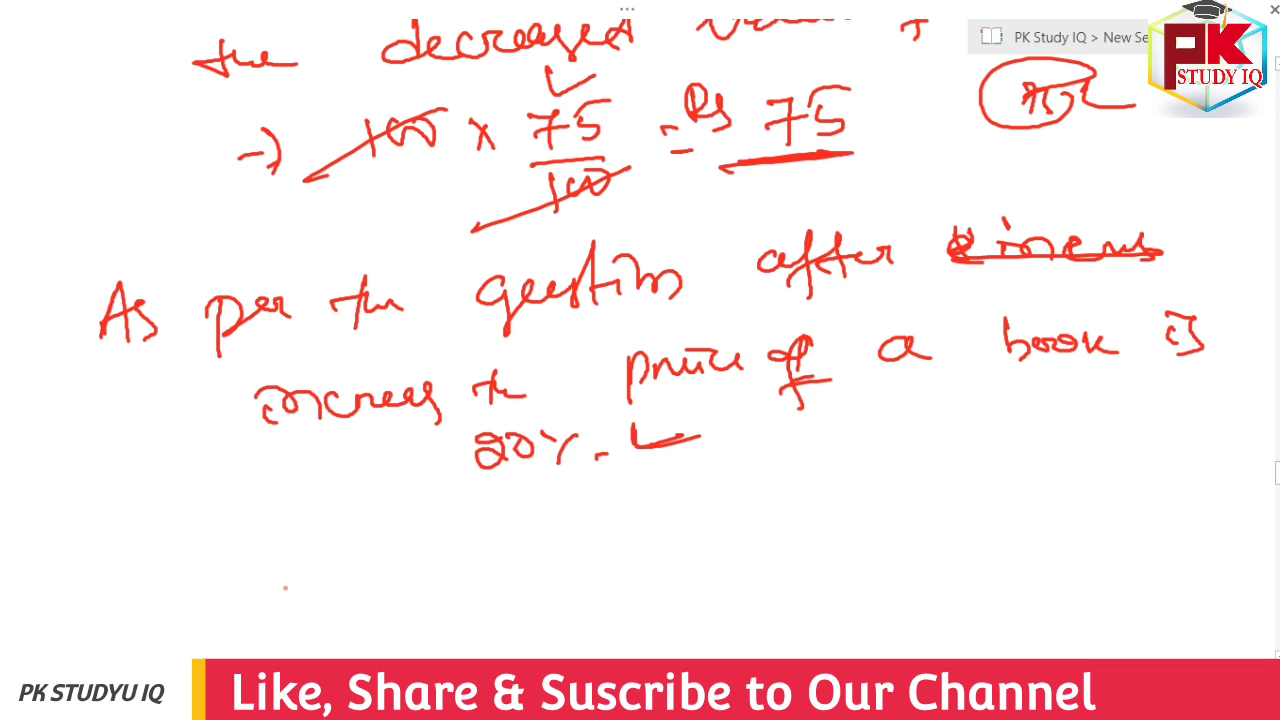 the decreased
PK Study IQ > New Se
PK
STUDY IQ
→ 100 × 75 = Rs 75
100
As per the question after
increase the price of a book is
20%.
PK STUDYU IQ
Like, Share & Suscribe to Our Channel